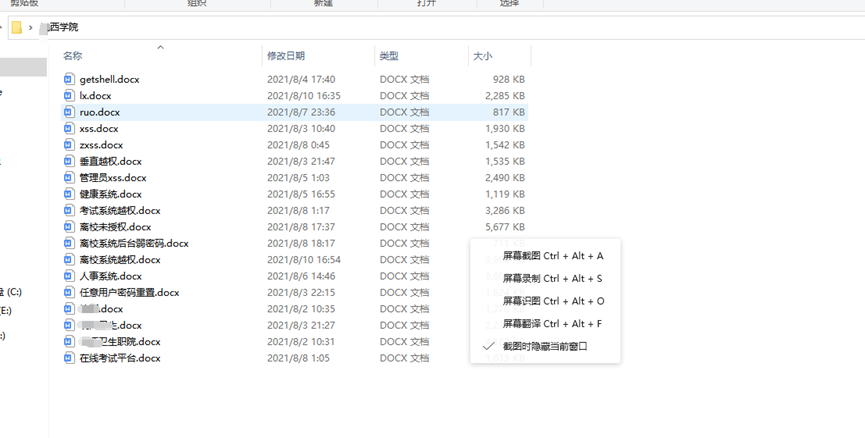 剪贴板 组织 新建 打开 选择
西学院
名称 修改日期 类型 大小
getshell.docx 2021/8/4 17:40 DOCX 文档 928 KB
lx.docx 2021/8/10 16:35 DOCX 文档 2,285 KB
ruo.docx 2021/8/7 23:36 DOCX 文档 817 KB
xss.docx 2021/8/3 10:40 DOCX 文档 1,930 KB
zxss.docx 2021/8/8 0:45 DOCX 文档 1,542 KB
垂直越权.docx 2021/8/3 21:47 DOCX 文档 1,535 KB
管理员xss.docx 2021/8/5 1:03 DOCX 文档 2,490 KB
健康系统.docx 2021/8/5 16:55 DOCX 文档 1,119 KB
考试系统越权.docx 2021/8/8 1:17 DOCX 文档 3,286 KB
离校未授权.docx 2021/8/8 17:37 DOCX 文档 5,677 KB
离校系统后台弱密码.docx 2021/8/8 18:17 DOCX 文档
离校系统越权.docx 2021/8/10 16:54 DOCX 文档
屏幕截图 Ctrl + Alt + A
人事系统.docx 2021/8/6 14:46 DOCX 文档
屏幕录制 Ctrl + Alt + S
任意用户密码重置.docx 2021/8/3 22:15 DOCX 文档
屏幕识图 Ctrl + Alt + O
.docx 2021/8/2 10:35 DOCX 文档
屏幕翻译 Ctrl + Alt + F
.docx 2021/8/3 21:27 DOCX 文档
卫生职院.docx 2021/8/2 10:31 DOCX 文档
截图时隐藏当前窗口
在线考试平台.docx 2021/8/8 1:05 DOCX 文档
盘 (C:)
E:)
:)